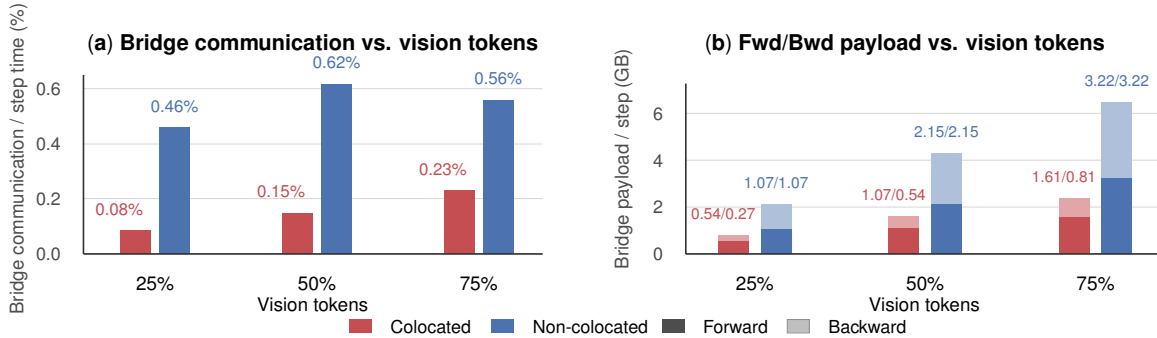 (a) Bridge communication vs. vision tokens
Bridge communication / step time (%)
0.6
0.4
0.2
0.0
0.08%
0.46%
0.15%
0.62%
0.23%
0.56%
25%
50%
75%
Vision tokens
(b) Fwd/Bwd payload vs. vision tokens
Bridge payload / step (GB)
6
4
2
0
0.54/0.27
1.07/1.07
1.07/0.54
2.15/2.15
1.61/0.81
3.22/3.22
25%
50%
75%
Vision tokens
Colocated
Non-colocated
Forward
Backward